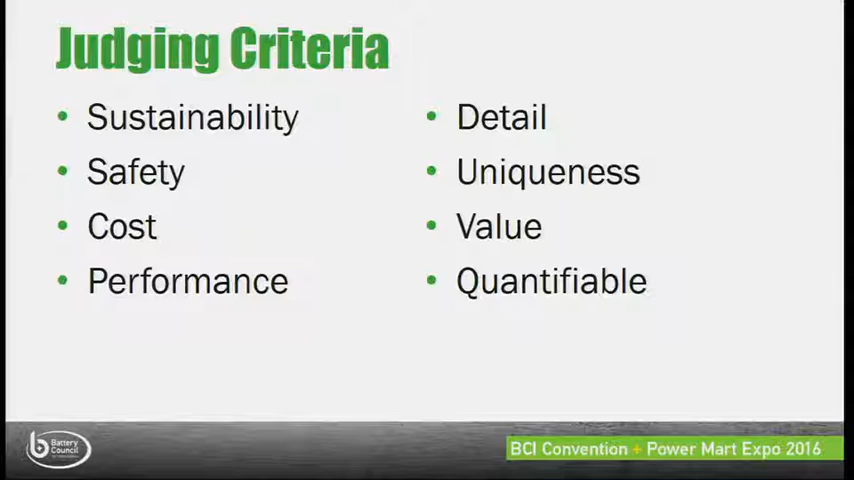 Judging Criteria
• Sustainability
• Safety
• Cost
• Performance
• Detail
• Uniqueness
• Value
• Quantifiable
Battery
Council
BCI Convention + Power Mart Expo 2016